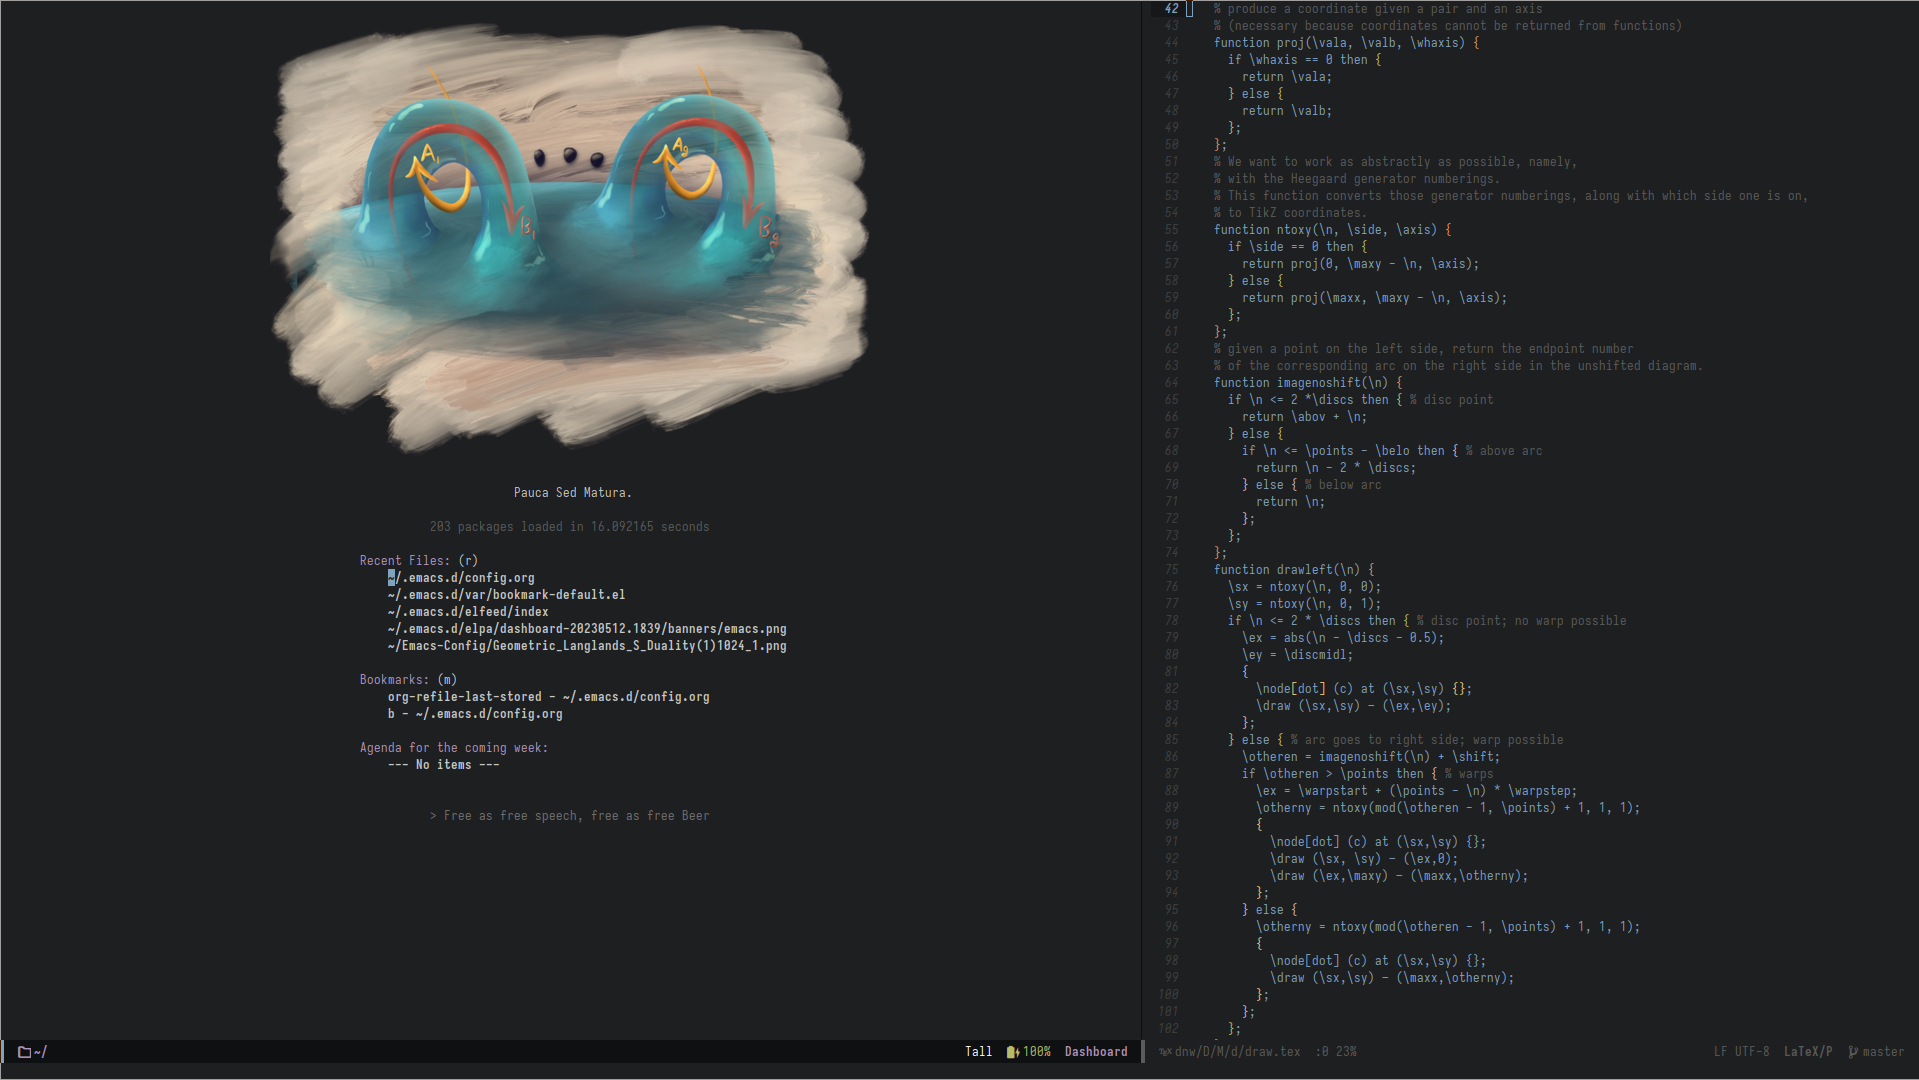 A₁
B₁
Ag
Bg
Pauca Sed Matura.
203 packages loaded in 16.092165 seconds
Recent Files: (r)
~/.emacs.d/config.org
~/.emacs.d/var/bookmark-default.el
~/.emacs.d/elfeed/index
~/.emacs.d/elpa/dashboard-20230512.1839/banners/emacs.png
~/Emacs-Config/Geometric_Langlands_S_Duality(1)1024_1.png
Bookmarks: (m)
org-refile-last-stored - ~/.emacs.d/config.org
b - ~/.emacs.d/config.org
Agenda for the coming week:
--- No items ---
> Free as free speech, free as free Beer
~/ Tall 100% Dashboard
42 % produce a coordinate given a pair and an axis
43 % (necessary because coordinates cannot be returned from functions)
44 function proj(\vala, \valb, \whaxis) {
45 if \whaxis == 0 then {
46 return \vala;
47 } else {
48 return \valb;
49 };
50 };
51 % We want to work as abstractly as possible, namely,
52 % with the Heegaard generator numberings.
53 % This function converts those generator numberings, along with which side one is on,
54 % to TikZ coordinates.
55 function ntoxy(\n, \side, \axis) {
56 if \side == 0 then {
57 return proj(0, \maxy - \n, \axis);
58 } else {
59 return proj(\maxx, \maxy - \n, \axis);
60 };
61 };
62 % given a point on the left side, return the endpoint number
63 % of the corresponding arc on the right side in the unshifted diagram.
64 function imagenoshift(\n) {
65 if \n <= 2 *\discs then { % disc point
66 return \abov + \n;
67 } else {
68 if \n <= \points - \belo then { % above arc
69 return \n - 2 * \discs;
70 } else { % below arc
71 return \n;
72 };
73 };
74 };
75 function drawleft(\n) {
76 \sx = ntoxy(\n, 0, 0);
77 \sy = ntoxy(\n, 0, 1);
78 if \n <= 2 * \discs then { % disc point; no warp possible
79 \ex = abs(\n - \discs - 0.5);
80 \ey = \discmidl;
81 {
82 \node[dot] (c) at (\sx,\sy) {};
83 \draw (\sx,\sy) - (\ex,\ey);
84 };
85 } else { % arc goes to right side; warp possible
86 \otheren = imagenoshift(\n) + \shift;
87 if \otheren > \points then { % warps
88 \ex = \warpstart + (\points - \n) * \warpstep;
89 \otherny = ntoxy(mod(\otheren - 1, \points) + 1, 1, 1);
90 {
91 \node[dot] (c) at (\sx,\sy) {};
92 \draw (\sx, \sy) - (\ex,0);
93 \draw (\ex,\maxy) - (\maxx,\otherny);
94 };
95 } else {
96 \otherny = ntoxy(mod(\otheren - 1, \points) + 1, 1, 1);
97 {
98 \node[dot] (c) at (\sx,\sy) {};
99 \draw (\sx,\sy) - (\maxx,\otherny);
100 };
101 };
102 };
TEX dnw/D/M/d/draw.tex :0 23% LF UTF-8 LaTeX/P master